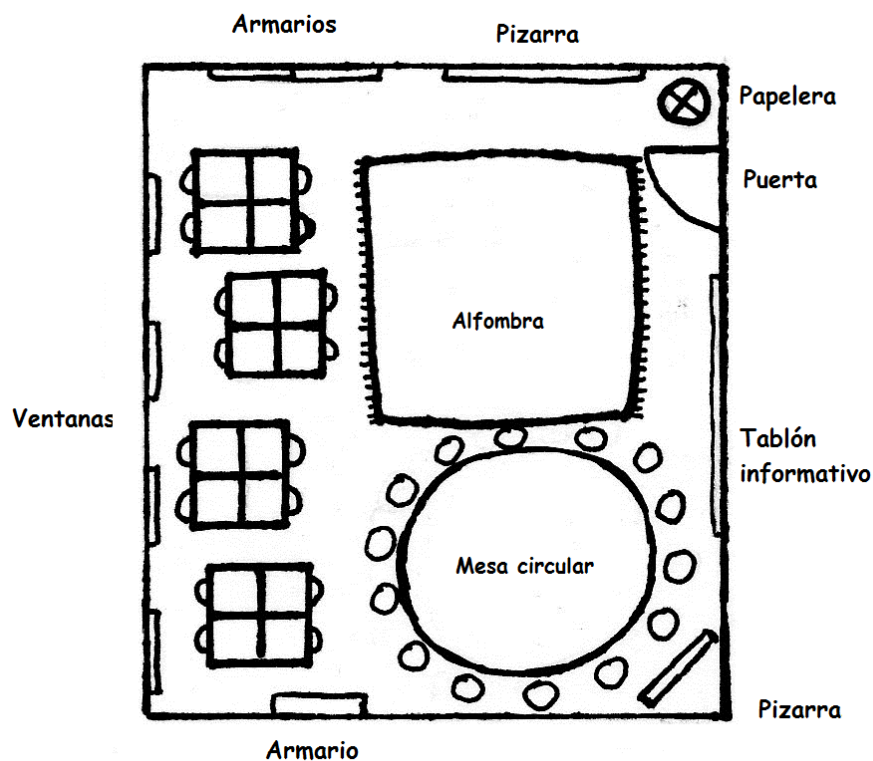 Armarios
Pizarra
Papelera
Puerta
Alfombra
Ventanas
Tablón
informativo
Mesa circular
Pizarra
Armario